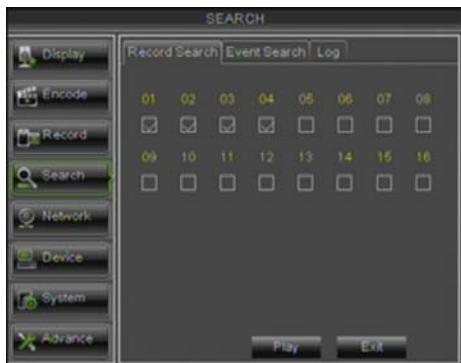 SEARCH
Display
Encode
Record
Search
Network
Device
System
Advance
Record Search Event Search Log
01 02 03 04 05 06 07 08
09 10 11 12 13 14 15 16
Play Exit